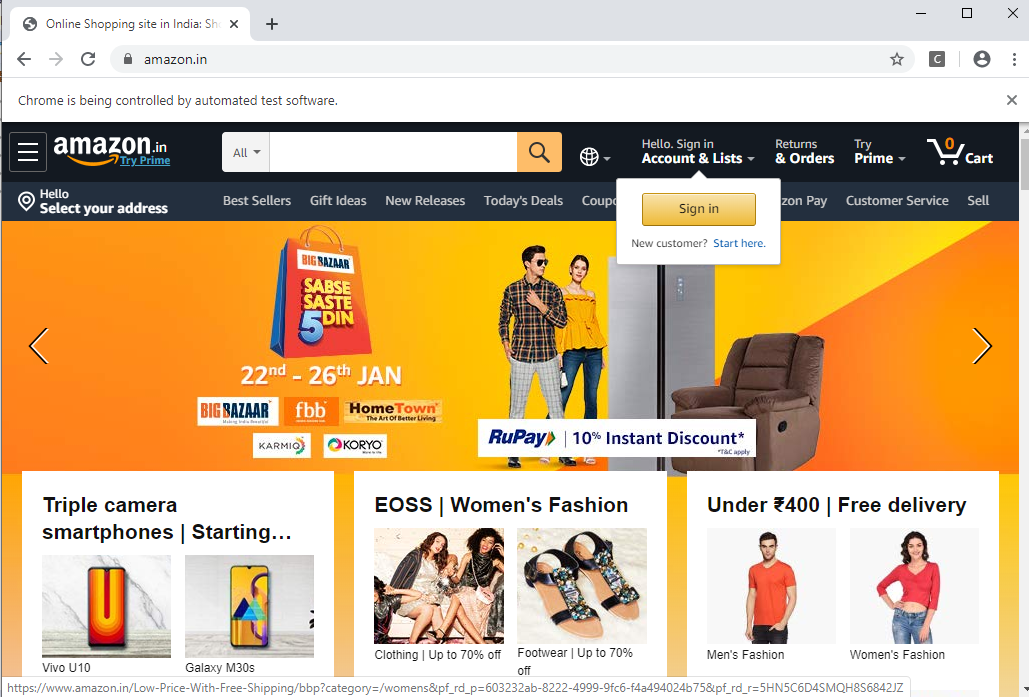 Online Shopping site in India: Sh
amazon.in
C
Chrome is being controlled by automated test software.
amazon.in
Try Prime
All
Hello. Sign in
Account & Lists
Returns
& Orders
Try
Prime
0
Cart
Hello
Select your address
Best Sellers
Gift Ideas
New Releases
Today's Deals
Coupo
zon Pay
Customer Service
Sell
Sign in
New customer? Start here.
BIG BAZAAR
SABSE
SASTE
5 DIN
22nd - 26th JAN
BIG BAZAAR
Making India Beautiful
fbb
HomeTown
The Art Of Better Living
KARMIQ
KORYO
RuPay | 10% Instant Discount*
*T&C apply
Triple camera
smartphones | Starting…
Vivo U10
Galaxy M30s
EOSS | Women's Fashion
Clothing | Up to 70% off
Footwear | Up to 70%
off
Under ₹400 | Free delivery
Men's Fashion
Women's Fashion
https://www.amazon.in/Low-Price-With-Free-Shipping/bbp?category=/womens&pf_rd_p=603232ab-8222-4999-9fc6-f4a494024b75&pf_rd_r=5HN5C6D4SMQH8S6842JZ